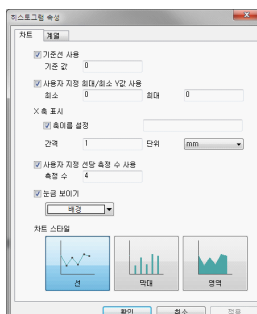 히스토그램 속성
차트 계열
기준선 사용
기준 값 0
사용자 지정 최대/최소 Y값 사용
최소 0 최대 0
X 축 표시
축이름 설정
간격 1 단위 mm
사용자 지정 선당 측정 수 사용
측정 수 4
눈금 보이기
배경
차트 스타일
선 막대 영역
확인 취소 적용